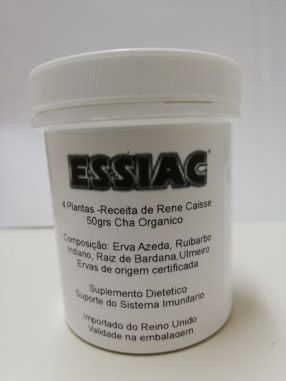 ESSIAC
4 Plantas -Receita de Rene Caisse
50grs Cha Organico
Composição: Erva Azeda, Ruibarbo
Indiano, Raiz de Bardana,Ulmeiro
Ervas de origem certificada
Suplemento Dietetico
Suporte do Sistema Imunitario
Importado do Reino Unido
Validade na embalagem